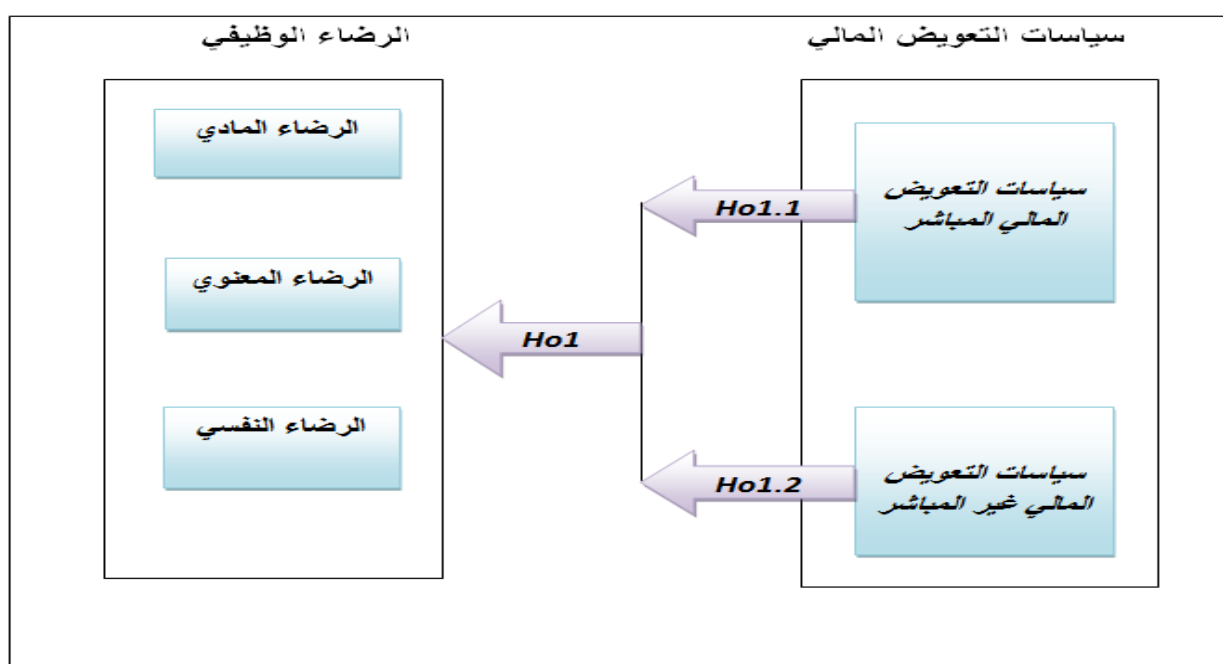 سياسات التعويض المالي
الرضاء الوظيفي
سياسات التعويض
المالي المباشر
Ho1.1
الرضاء المادي
الرضاء المعنوي
Ho1
سياسات التعويض
المالي غير المباشر
Ho1.2
الرضاء النفسي